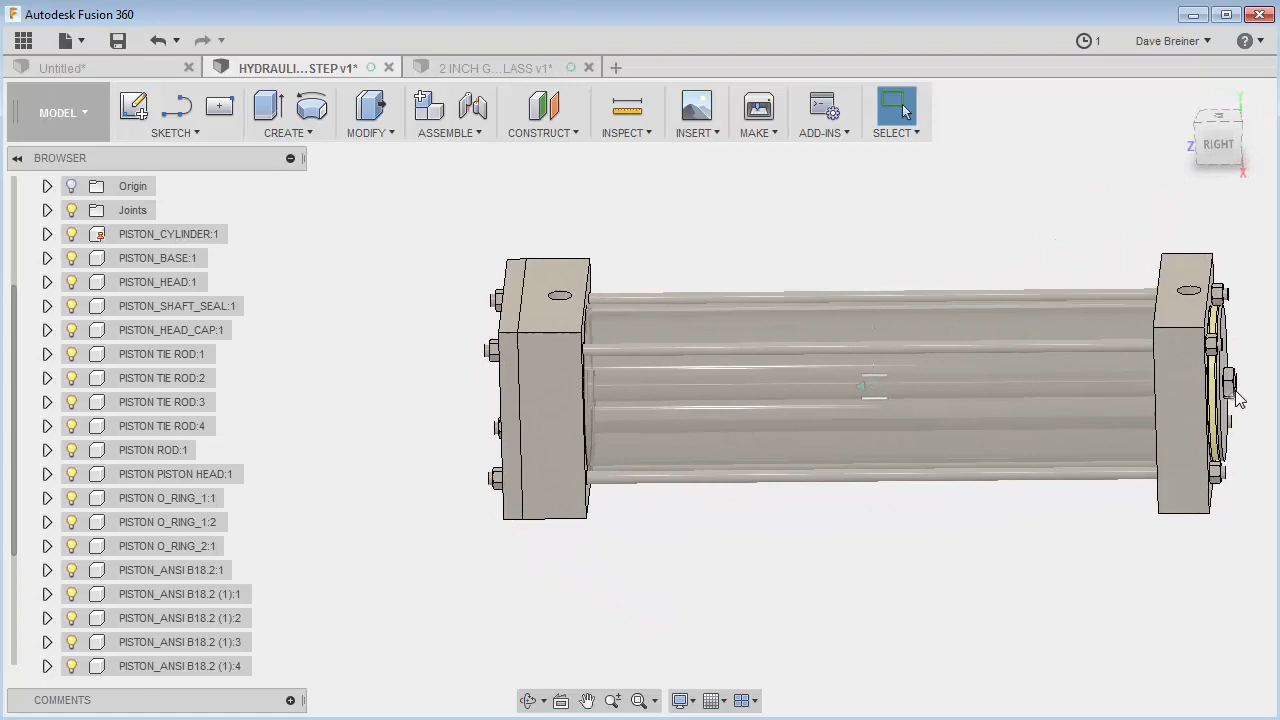 Autodesk Fusion 360
1 Dave Breiner
Untitled* HYDRAULI...STEP v1* 2 INCH G...LASS v1*
MODEL SKETCH CREATE MODIFY ASSEMBLE CONSTRUCT INSPECT INSERT MAKE ADD-INS SELECT
BROWSER
Y
Z RIGHT
X
Origin
Joints
PISTON_CYLINDER:1
PISTON_BASE:1
PISTON_HEAD:1
PISTON_SHAFT_SEAL:1
PISTON_HEAD_CAP:1
PISTON TIE ROD:1
PISTON TIE ROD:2
PISTON TIE ROD:3
PISTON TIE ROD:4
PISTON ROD:1
PISTON PISTON HEAD:1
PISTON O_RING_1:1
PISTON O_RING_1:2
PISTON O_RING_2:1
PISTON_ANSI B18.2:1
PISTON_ANSI B18.2 (1):1
PISTON_ANSI B18.2 (1):2
PISTON_ANSI B18.2 (1):3
PISTON_ANSI B18.2 (1):4
COMMENTS